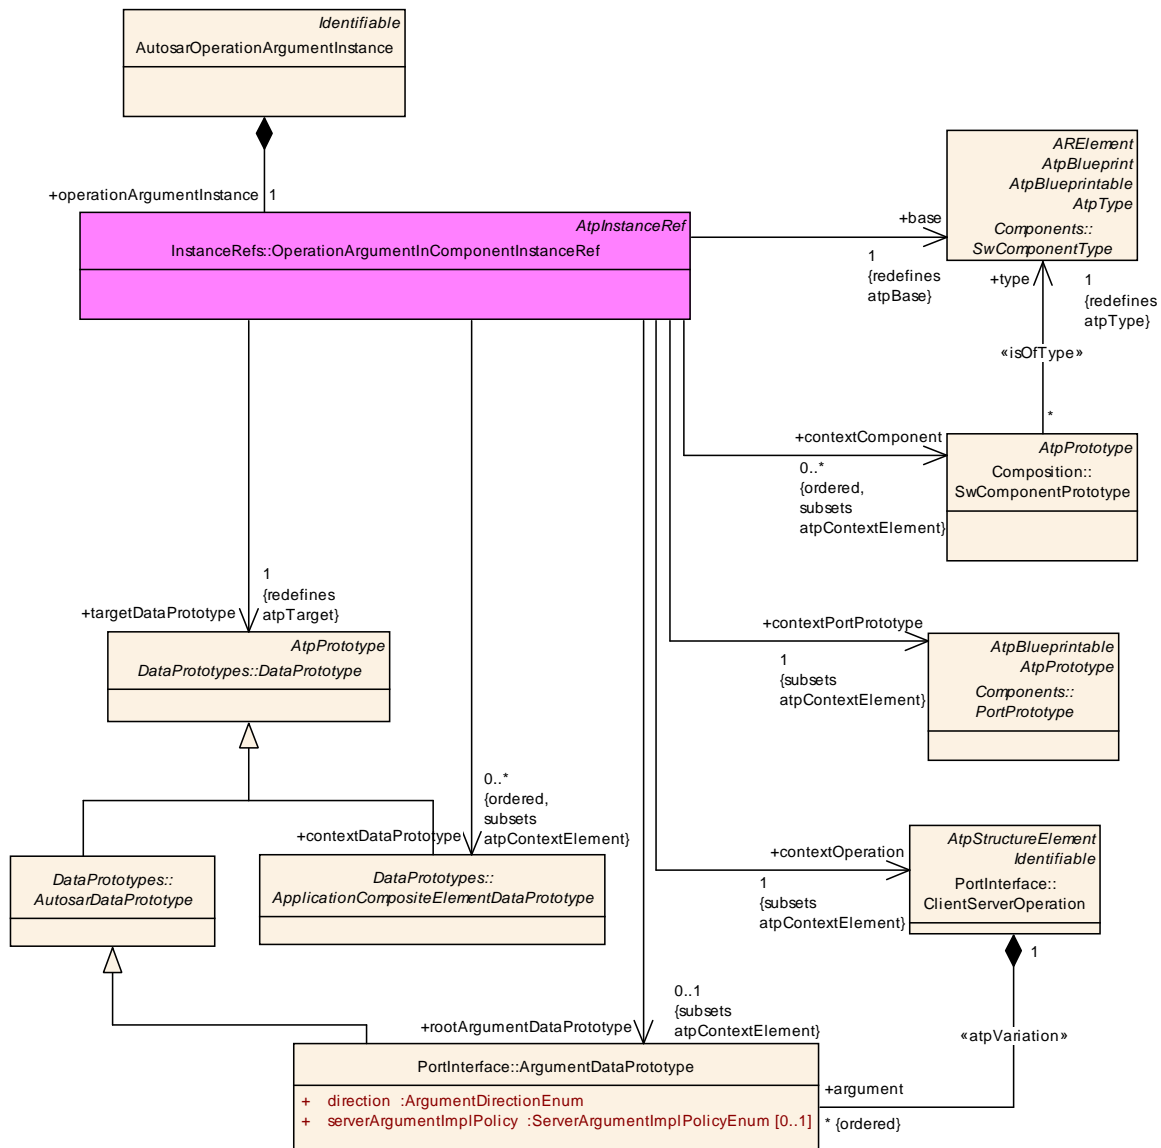 Identifiable
AutosarOperationArgumentInstance
+operationArgumentInstance 1
AtpInstanceRef
InstanceRefs::OperationArgumentInComponentInstanceRef
+base
1
{redefines
atpBase}
ARElement
AtpBlueprint
AtpBlueprintable
AtpType
Components::
SwComponentType
+type
1
{redefines
atpType}
«isOfType»
*
+contextComponent
0..*
{ordered,
subsets
atpContextElement}
AtpPrototype
Composition::
SwComponentPrototype
+targetDataPrototype
1
{redefines
atpTarget}
AtpPrototype
DataPrototypes::DataPrototype
+contextPortPrototype
1
{subsets
atpContextElement}
AtpBlueprintable
AtpPrototype
Components::
PortPrototype
+contextDataPrototype
0..*
{ordered,
subsets
atpContextElement}
DataPrototypes::
AutosarDataPrototype
DataPrototypes::
ApplicationCompositeElementDataPrototype
+contextOperation
1
{subsets
atpContextElement}
AtpStructureElement
Identifiable
PortInterface::
ClientServerOperation
1
«atpVariation»
+rootArgumentDataPrototype
0..1
{subsets
atpContextElement}
PortInterface::ArgumentDataPrototype
+ direction :ArgumentDirectionEnum
+ serverArgumentImplPolicy :ServerArgumentImplPolicyEnum [0..1]
+argument
* {ordered}